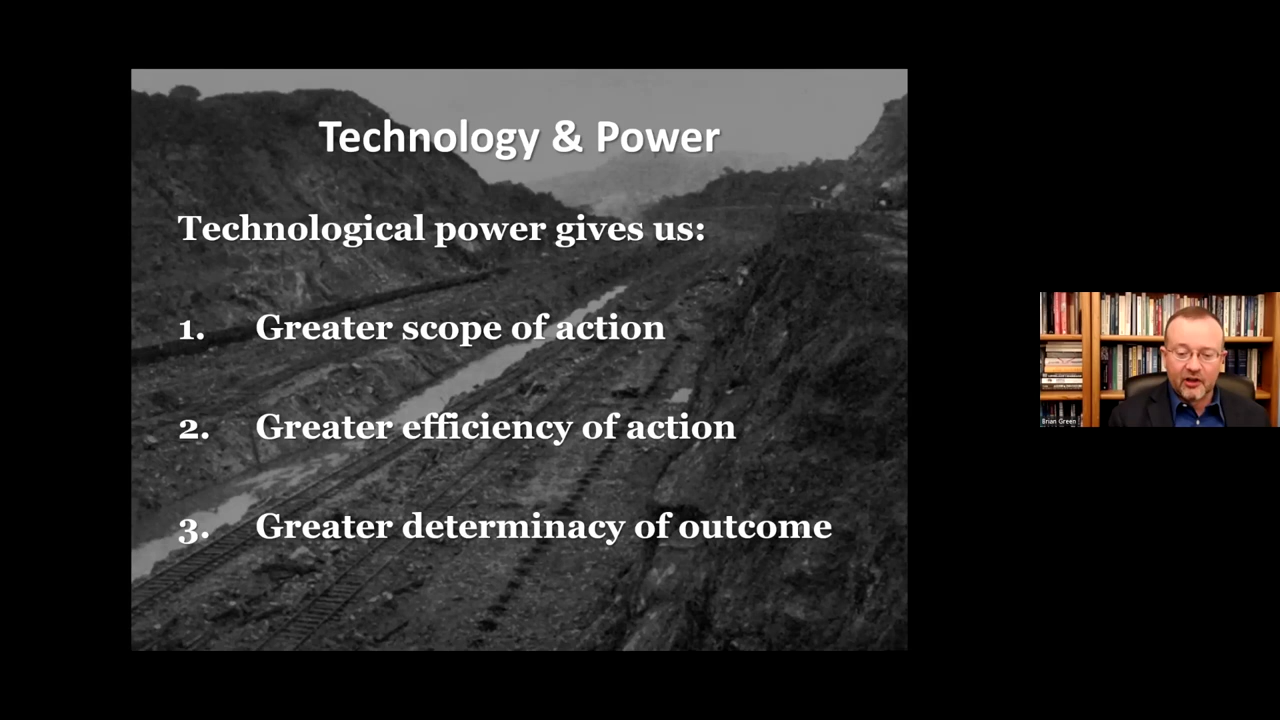 Technology & Power
Technological power gives us:
1. Greater scope of action
2. Greater efficiency of action
3. Greater determinacy of outcome
Brian Green